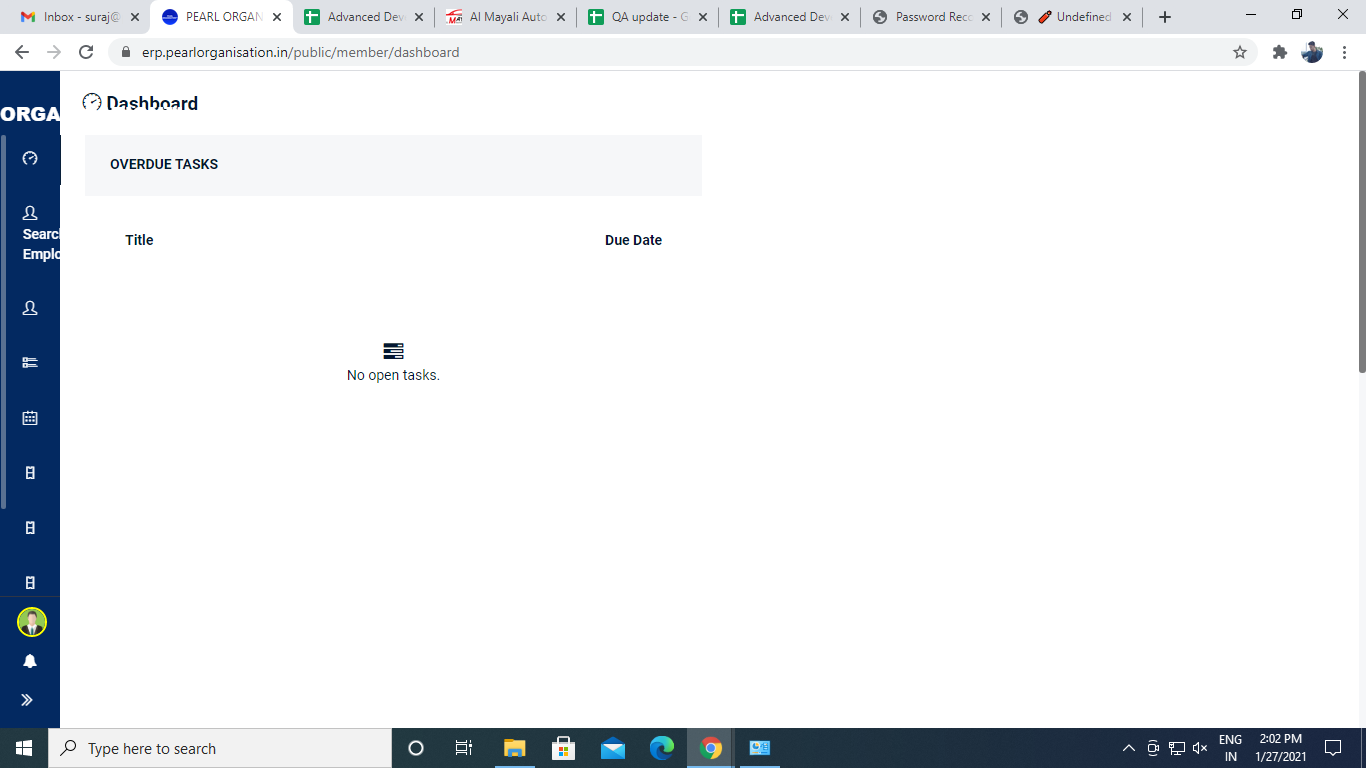 Inbox - suraj@
PEARL ORGAN
Advanced Dev
Al Mayali Auto
QA update - G
Advanced Dev
Password Reco
Undefined
erp.pearlorganisation.in/public/member/dashboard
ORGA
Dashboard
OVERDUE TASKS
Title Due Date
Searc
Emplo
No open tasks.
Type here to search
ENG
IN
2:02 PM
1/27/2021